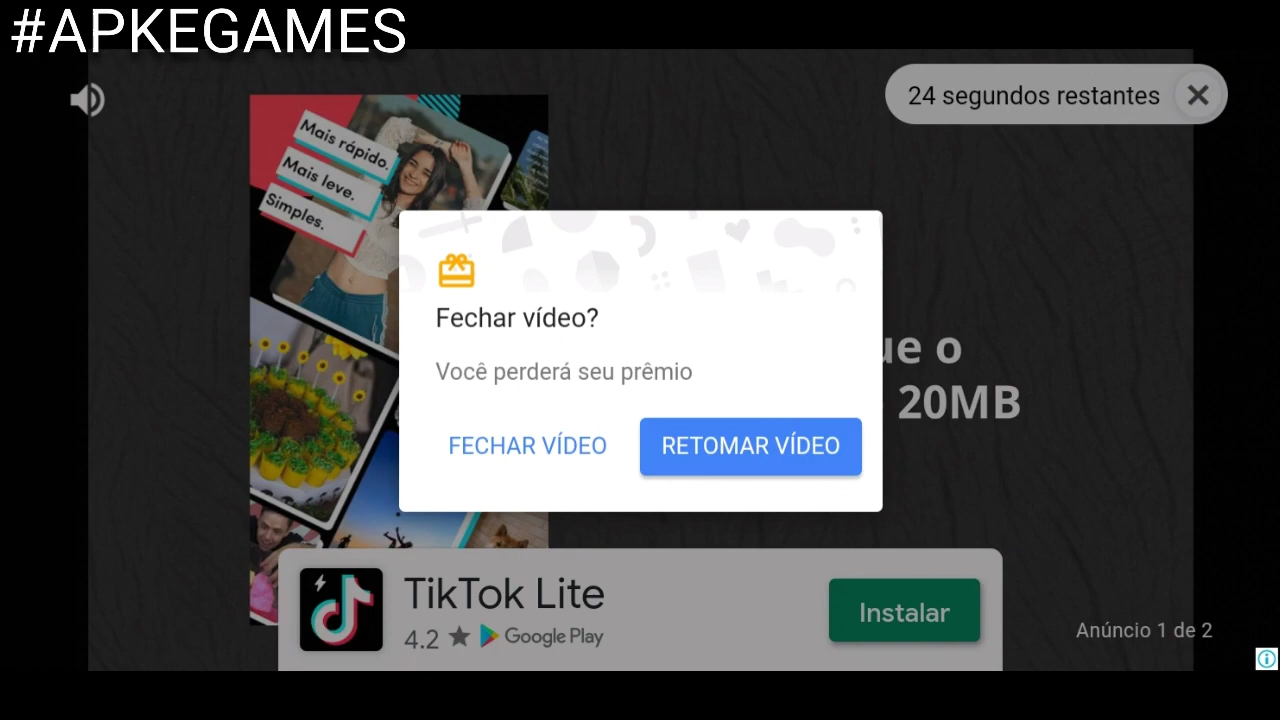 #APKEGAMES
24 segundos restantes
Mais rápido.
Mais leve.
Simples.
Fechar vídeo?
Você perderá seu prêmio
ue o
20MB
FECHAR VÍDEO
RETOMAR VÍDEO
TikTok Lite
4.2 ★ Google Play
Instalar
Anúncio 1 de 2